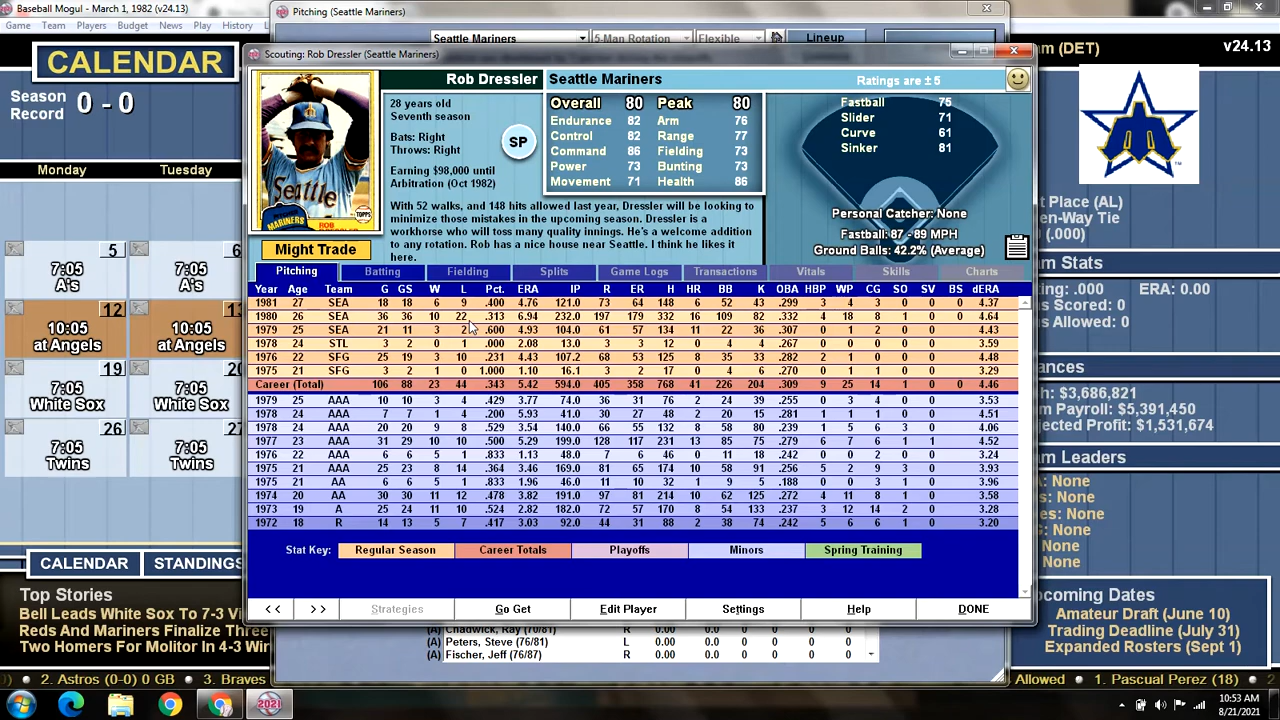 Baseball Mogul - March 1, 1982 (v24.13)
Game Team Players Budget News Play History
Pitching (Seattle Mariners)
Seattle Mariners 5-Man Rotation Flexible Lineup
CALENDAR
Season Record 0 - 0
Monday Tuesday
5 7:05 A's
6 7:05 A's
12 10:05 at Angels
13 10:05 at Angels
19 7:05 White Sox
20 7:05 White Sox
26 7:05 Twins
27 7:05 Twins
CALENDAR STANDINGS
Top Stories
Bell Leads White Sox To 7-3 Vi
Reds And Mariners Finalize Three
Two Homers For Molitor In 4-3 Win
2. Astros (0-0) 0 GB 3. Braves
Scouting: Rob Dressler (Seattle Mariners)
Rob Dressler
Seattle Mariners
Ratings are ± 5
Seattle
MARINERS
ROB DRESSLER
TOPPS
28 years old
Seventh season
Bats: Right
Throws: Right
Earning $98,000 until
Arbitration (Oct 1982)
SP
Overall 80 Peak 80
Endurance 82 Arm 76
Control 82 Range 77
Command 86 Fielding 73
Power 73 Bunting 73
Movement 71 Health 86
Fastball 75
Slider 71
Curve 61
Sinker 81
Personal Catcher: None
Fastball: 87 - 89 MPH
Ground Balls: 42.2% (Average)
With 52 walks, and 148 hits allowed last year, Dressler will be looking to
minimize those mistakes in the upcoming season. Dressler is a
workhorse who will toss many quality innings. He's a welcome addition
to any rotation. Rob has a nice house near Seattle. I think he likes it
here.
Might Trade
Pitching Batting Fielding Splits Game Logs Transactions Vitals Skills Charts
Year Age Team G GS W L Pct. ERA IP R ER H HR BB K OBA HBP WP CG SO SV BS dERA
1981 27 SEA 18 18 6 9 .400 4.76 121.0 73 64 148 6 52 43 .299 3 4 3 0 0 4.37
1980 26 SEA 36 36 10 22 .313 6.94 232.0 197 179 332 16 109 82 .332 4 18 8 1 0 4.64
1979 25 SEA 21 11 3 2 .600 4.93 104.0 61 57 134 11 22 36 .307 0 1 2 0 0 4.43
1978 24 STL 3 2 0 1 .000 2.08 13.0 3 3 12 0 4 4 .267 0 0 0 0 0 3.59
1976 22 SFG 25 19 3 10 .231 4.43 107.2 68 53 125 8 35 33 .282 2 1 1 0 0 4.48
1975 21 SFG 3 2 1 0 1.000 1.10 16.1 3 2 17 0 4 6 .270 0 1 0 0 0 3.29
Career (Total) 106 88 23 44 .343 5.42 594.0 405 358 768 41 226 204 .309 9 25 14 1 0 0 4.46
1979 25 AAA 10 10 3 4 .429 3.77 74.0 36 31 76 2 24 39 .255 0 3 4 0 0 3.53
1978 24 AAA 7 7 1 4 .200 5.93 41.0 30 27 48 2 20 15 .281 1 1 1 0 0 4.51
1978 24 AAA 20 20 9 8 .529 3.54 140.0 66 55 132 8 58 80 .239 1 5 6 3 0 4.06
1977 23 AAA 31 29 10 10 .500 5.29 199.0 128 117 231 13 85 75 .279 6 7 6 1 1 4.52
1976 22 AAA 6 6 5 1 .833 1.13 48.0 7 6 46 0 11 18 .242 0 0 2 1 0 3.24
1975 21 AAA 25 23 8 14 .364 3.46 169.0 81 65 174 10 58 91 .256 5 2 9 3 0 3.93
1975 21 AA 6 6 5 1 .833 1.96 46.0 11 10 32 1 9 5 .188 0 0 3 1 0 3.96
1974 20 AA 30 30 11 12 .478 3.82 191.0 97 81 214 10 62 125 .272 4 11 8 1 0 3.58
1973 19 A 25 24 11 10 .524 2.82 182.0 72 57 170 8 54 133 .237 3 12 14 2 0 3.28
1972 18 R 14 13 5 7 .417 3.03 92.0 44 31 88 2 38 74 .242 5 6 6 1 0 3.20
Stat Key: Regular Season Career Totals Playoffs Minors Spring Training
<< >> Strategies Go Get Edit Player Settings Help DONE
(A) Chadwick, Ray (70/81) R 0.00 0.0 0.0 0 0 0 0
(A) Peters, Steve (76/81) L 0.00 0.0 0.0 0 0 0 0
(A) Fischer, Jeff (76/87) R 0.00 0.0 0.0 0 0 0 0
m (DET) v24.13
t Place (AL)
en-Way Tie
(.000)
am Stats
: .000 ERA: 0.00
s Scored: 0
s Allowed: 0
ances
h: $3,686,821
m Payroll: $5,391,450
jected Profit: $1,531,674
am Leaders
: None
s: None
Gs: None
: None
: None
pcoming Dates
Amateur Draft (June 10)
Trading Deadline (July 31)
Expanded Rosters (Sept 1)
Allowed 1. Pascual Perez (18)
2021
10:53 AM
8/21/2021